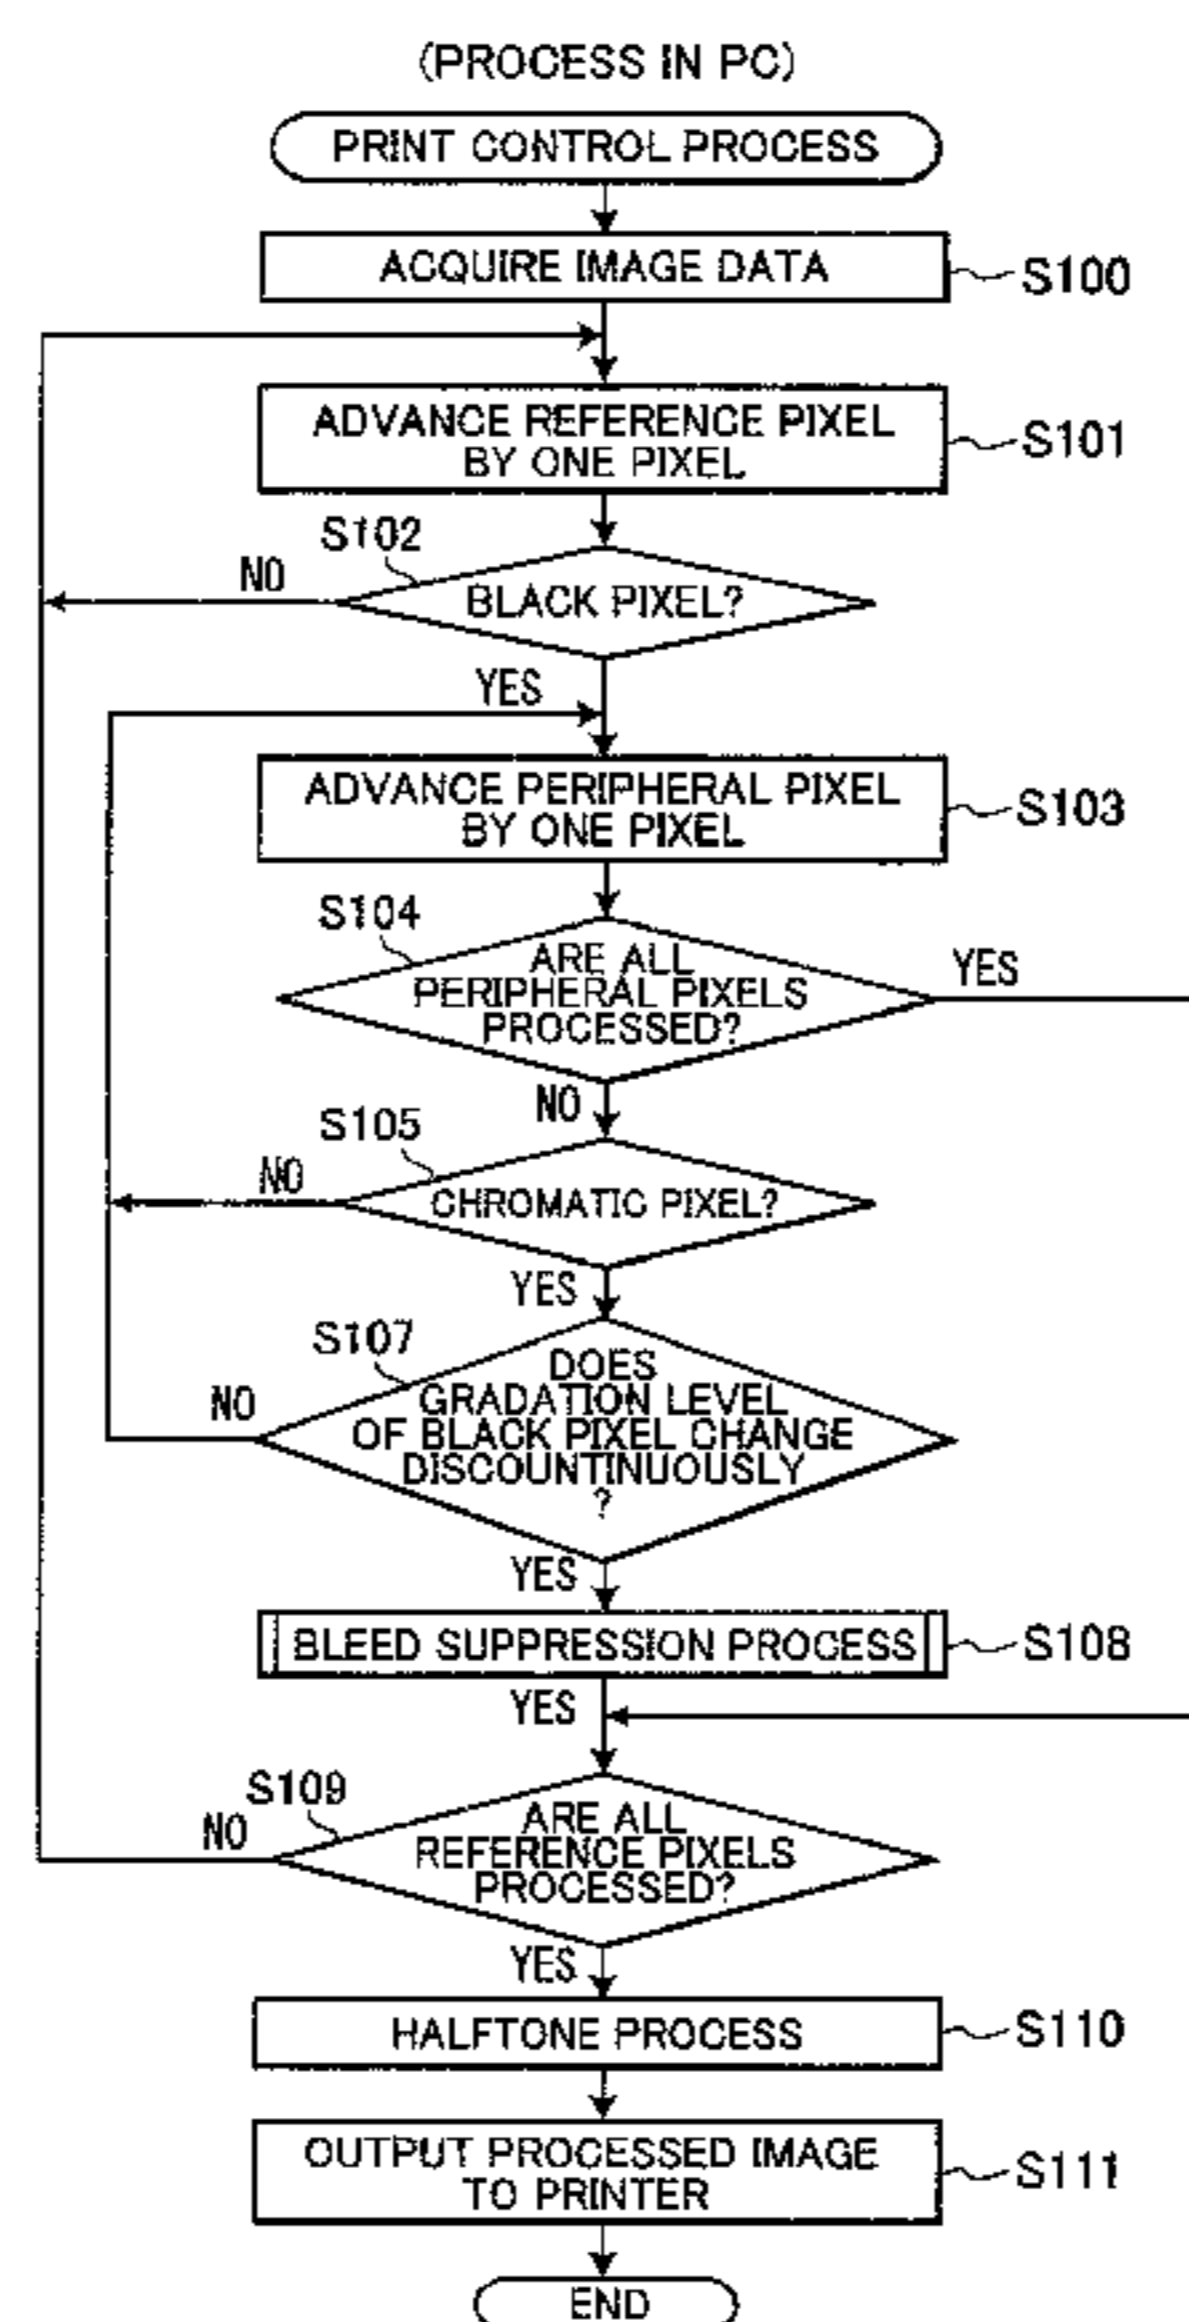 (PROCESS IN PC)
PRINT CONTROL PROCESS
ACQUIRE IMAGE DATA
S100
ADVANCE REFERENCE PIXEL
BY ONE PIXEL
S101
S102
NO
BLACK PIXEL?
YES
ADVANCE PERIPHERAL PIXEL
BY ONE PIXEL
S103
S104
ARE ALL
PERIPHERAL PIXELS
PROCESSED?
YES
NO
S105
NO
CHROMATIC PIXEL?
YES
S107
NO
DOES
GRADATION LEVEL
OF BLACK PIXEL CHANGE
DISCOUNTINUOUSLY
?
YES
BLEED SUPPRESSION PROCESS
S108
YES
S109
NO
ARE ALL
REFERENCE PIXELS
PROCESSED?
YES
HALFTONE PROCESS
S110
OUTPUT PROCESSED IMAGE
TO PRINTER
S111
END